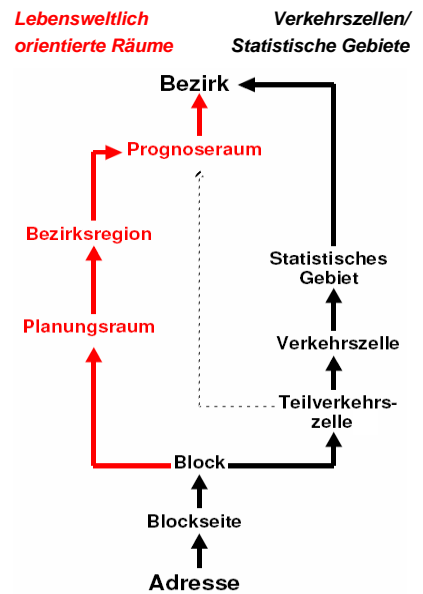 Lebensweltlich
orientierte Räume
Verkehrszellen/
Statistische Gebiete
Bezirk
Prognoseraum
Bezirksregion
Statistisches
Gebiet
Planungsraum
Verkehrszelle
Teilverkehrs-
zelle
Block
Blockseite
Adresse